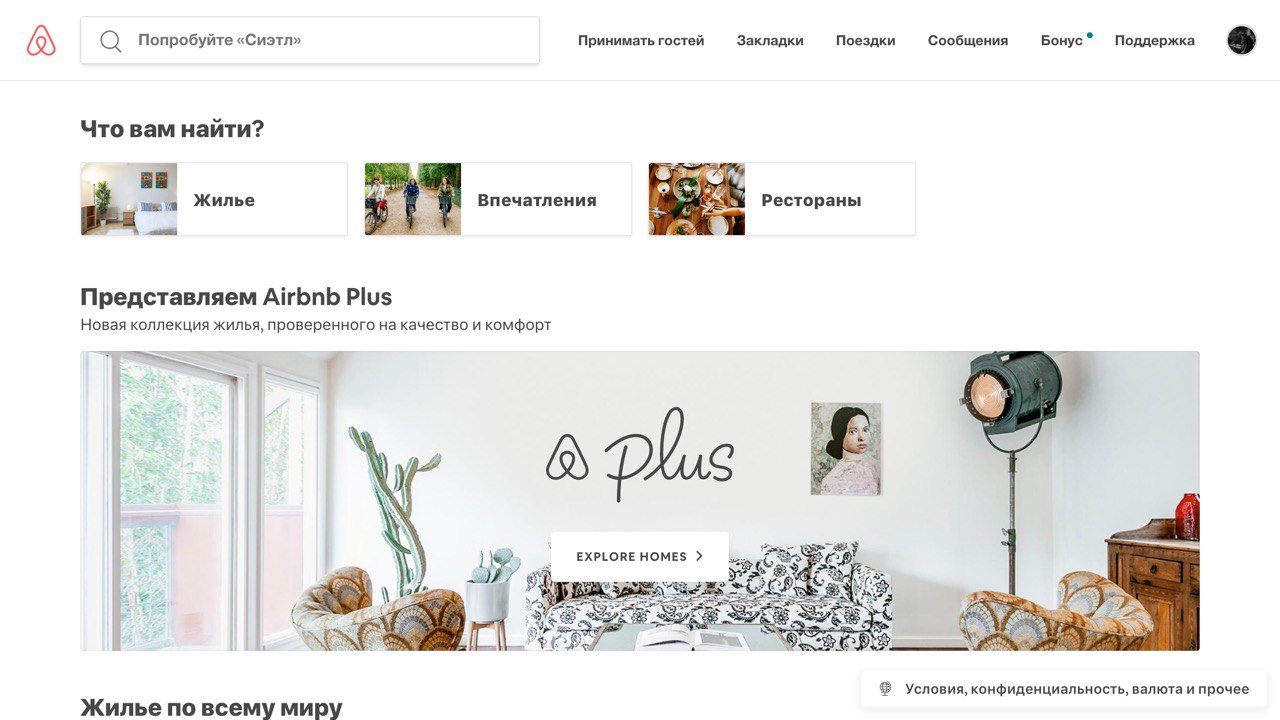 Попробуйте «Сиэтл»
Принимать гостей
Закладки
Поездки
Сообщения
Бонус
Поддержка
Что вам найти?
Жилье
Впечатления
Рестораны
Представляем Airbnb Plus
Новая коллекция жилья, проверенного на качество и комфорт
plus
EXPLORE HOMES
Условия, конфиденциальность, валюта и прочее
Жилье по всему миру